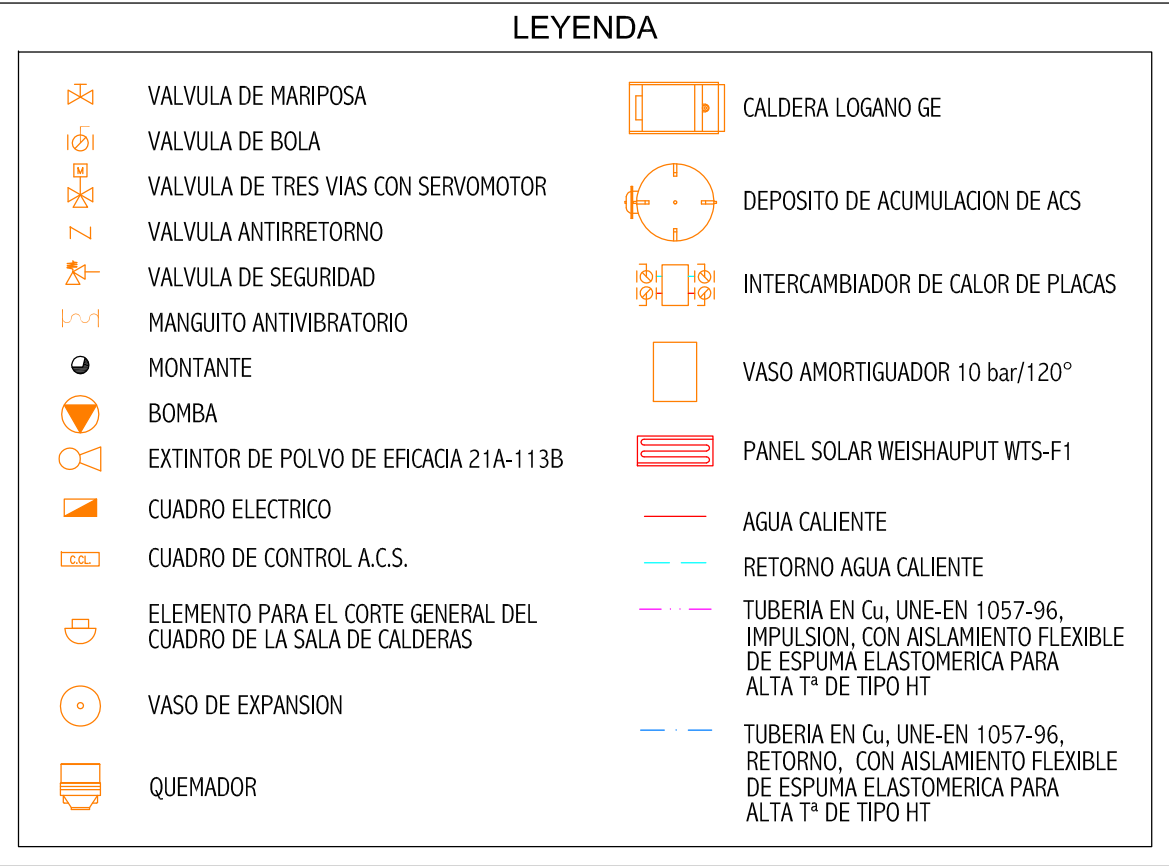 LEYENDA
VALVULA DE MARIPOSA
VALVULA DE BOLA
M
VALVULA DE TRES VIAS CON SERVOMOTOR
VALVULA ANTIRRETORNO
VALVULA DE SEGURIDAD
MANGUITO ANTIVIBRATORIO
MONTANTE
BOMBA
EXTINTOR DE POLVO DE EFICACIA 21A-113B
CUADRO ELECTRICO
C.CL.
CUADRO DE CONTROL A.C.S.
ELEMENTO PARA EL CORTE GENERAL DEL
CUADRO DE LA SALA DE CALDERAS
VASO DE EXPANSION
QUEMADOR
CALDERA LOGANO GE
DEPOSITO DE ACUMULACION DE ACS
INTERCAMBIADOR DE CALOR DE PLACAS
VASO AMORTIGUADOR 10 bar/120°
PANEL SOLAR WEISHAUPUT WTS-F1
AGUA CALIENTE
RETORNO AGUA CALIENTE
TUBERIA EN Cu, UNE-EN 1057-96,
IMPULSION, CON AISLAMIENTO FLEXIBLE
DE ESPUMA ELASTOMERICA PARA
ALTA Tª DE TIPO HT
TUBERIA EN Cu, UNE-EN 1057-96,
RETORNO, CON AISLAMIENTO FLEXIBLE
DE ESPUMA ELASTOMERICA PARA
ALTA Tª DE TIPO HT